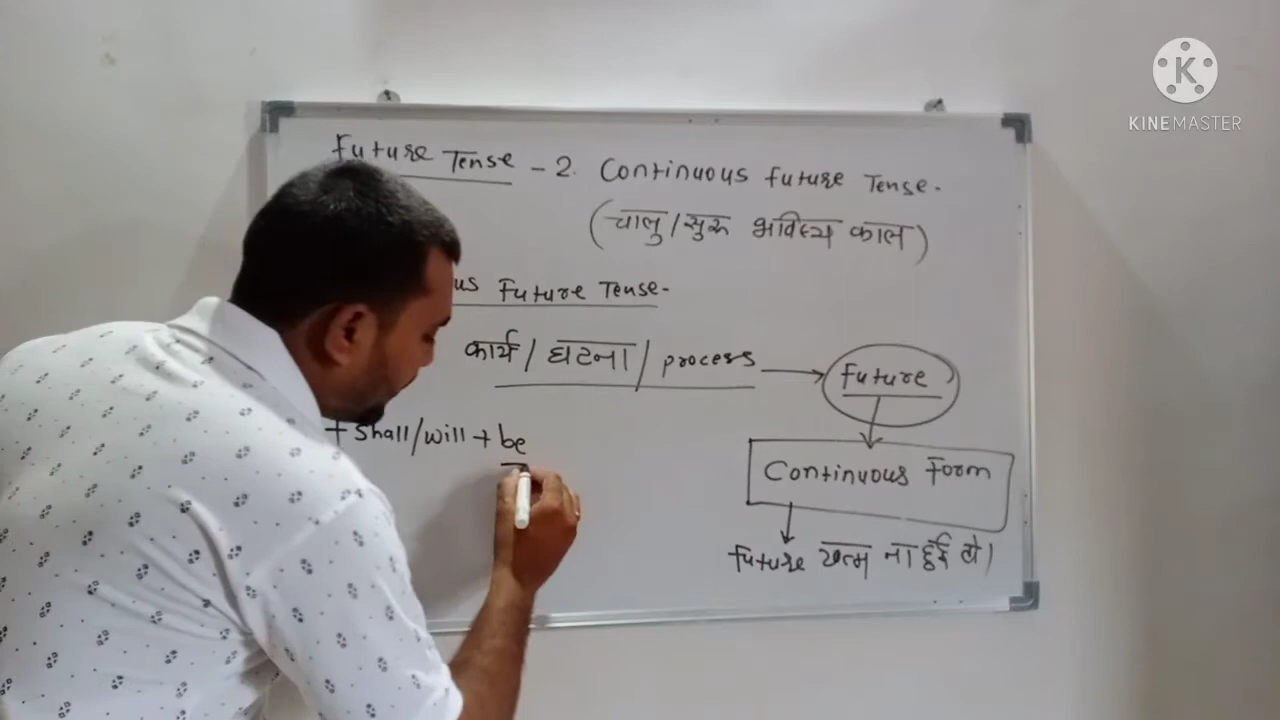 Future Tense - 2. Continuous Future Tense.
(चालु/सुरू भविष्य काल)
us Future Tense.
कार्य / घटना / process → Future
+ Shall/will + be
Continuous Form
Future खत्म ना हुई हो।
KINEMASTER